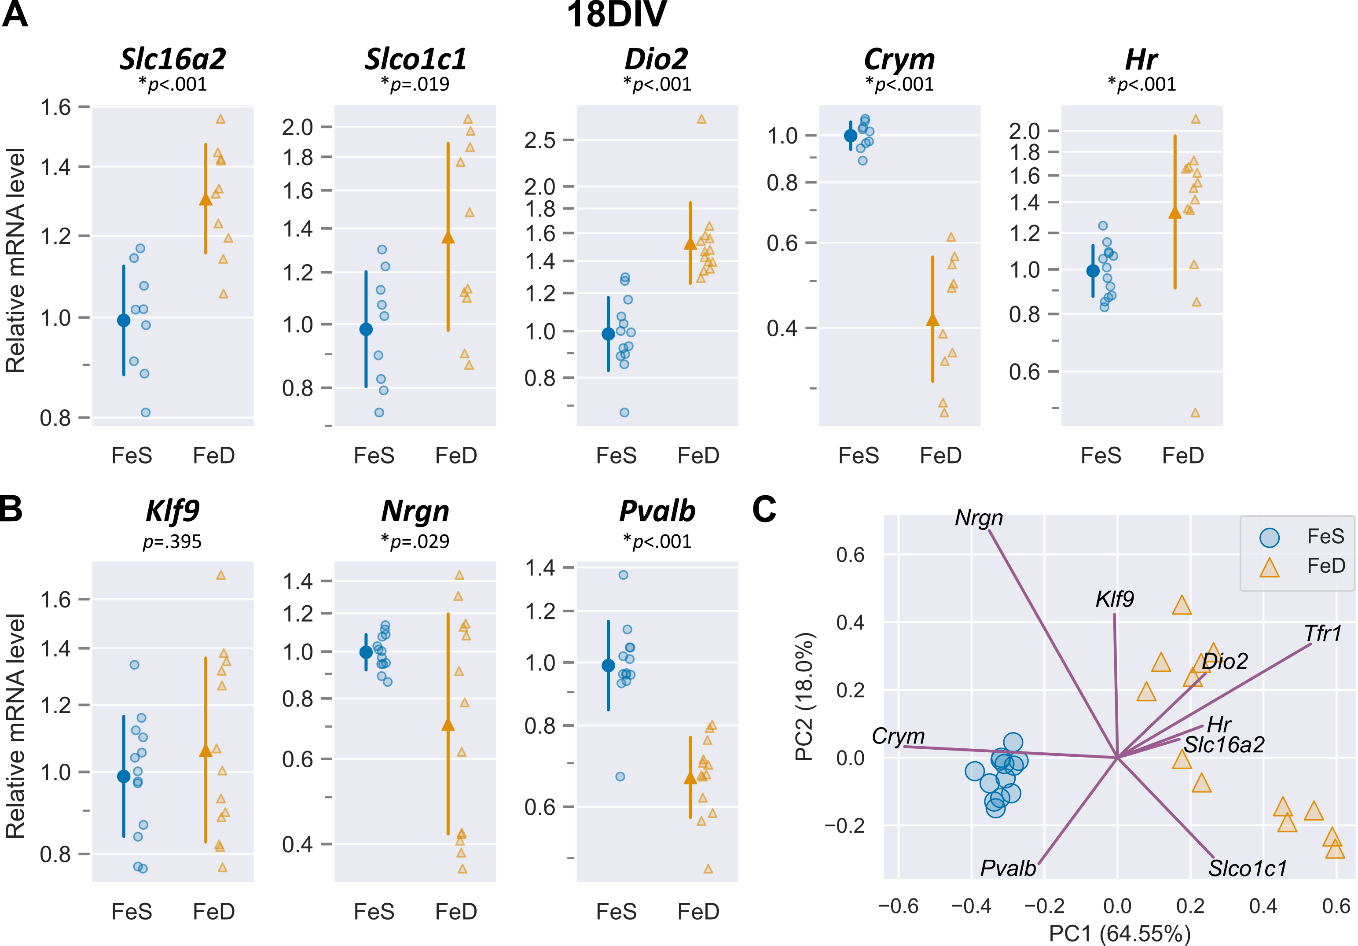 A
18DIV
Slc16a2
*p<.001
Slco1c1
*p=.019
Dio2
*p<.001
Crym
*p<.001
Hr
*p<.001
Relative mRNA level
1.6
1.4
1.2
1.0
0.8
FeS
FeD
2.0
1.8
1.6
1.4
1.2
1.0
0.8
FeS
FeD
2.5
2.0
1.8
1.6
1.4
1.2
1.0
0.8
FeS
FeD
1.0
0.8
0.6
0.4
FeS
FeD
2.0
1.8
1.6
1.4
1.2
1.0
0.8
0.6
FeS
FeD
B
Klf9
p=.395
Nrgn
*p=.029
Pvalb
*p<.001
Relative mRNA level
1.6
1.4
1.2
1.0
0.8
FeS
FeD
1.4
1.2
1.0
0.8
0.6
0.4
FeS
FeD
1.4
1.2
1.0
0.8
0.6
FeS
FeD
C
PC2 (18.0%)
0.6
0.4
0.2
0.0
−0.2
Nrgn
Klf9
Tfr1
Dio2
Hr
Slc16a2
Crym
Pvalb
Slco1c1
FeS
FeD
−0.6
−0.4
−0.2
0.0
0.2
0.4
0.6
PC1 (64.55%)